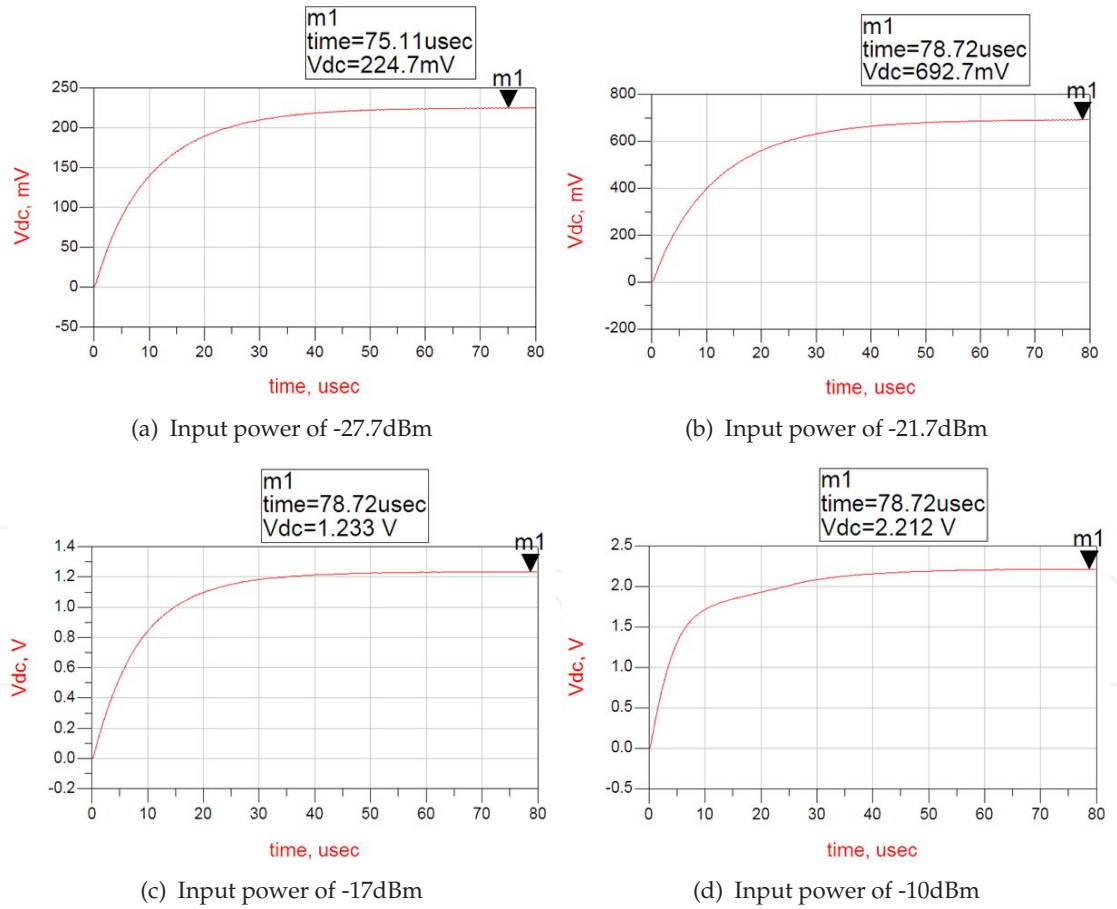 m1
time=75.11usec
Vdc=224.7mV
m1
250
200
150
100
50
0
-50
Vdc, mV
0 10 20 30 40 50 60 70 80
time, usec
(a) Input power of -27.7dBm
m1
time=78.72usec
Vdc=692.7mV
m1
800
600
400
200
0
-200
Vdc, mV
0 10 20 30 40 50 60 70 80
time, usec
(b) Input power of -21.7dBm
m1
time=78.72usec
Vdc=1.233 V
m1
1.4
1.2
1.0
0.8
0.6
0.4
0.2
0.0
-0.2
Vdc, V
0 10 20 30 40 50 60 70 80
time, usec
(c) Input power of -17dBm
m1
time=78.72usec
Vdc=2.212 V
m1
2.5
2.0
1.5
1.0
0.5
0.0
-0.5
Vdc, V
0 10 20 30 40 50 60 70 80
time, usec
(d) Input power of -10dBm